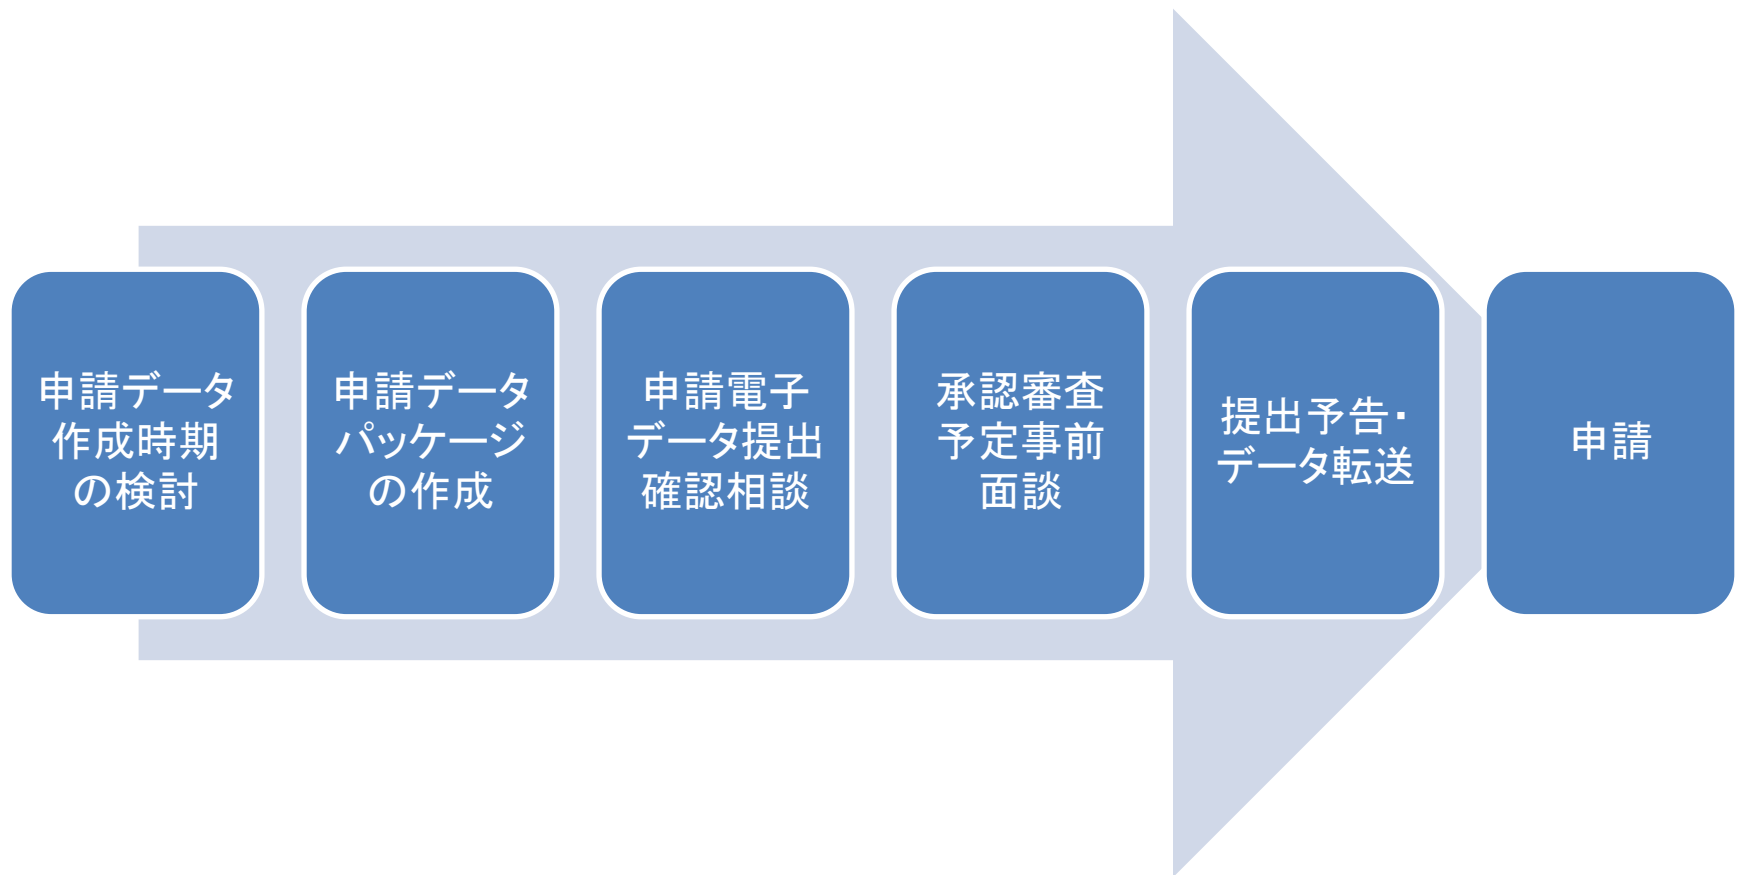 申請データ
作成時期
の検討
申請データ
パッケージ
の作成
申請電子
データ提出
確認相談
承認審査
予定事前
面談
提出予告・
データ転送
申請